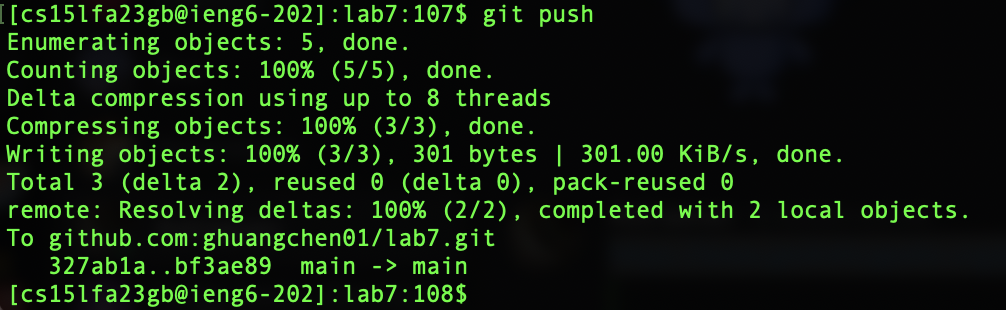 [[cs15lfa23gb@ieng6-202]:lab7:107$ git push
Enumerating objects: 5, done.
Counting objects: 100% (5/5), done.
Delta compression using up to 8 threads
Compressing objects: 100% (3/3), done.
Writing objects: 100% (3/3), 301 bytes | 301.00 KiB/s, done.
Total 3 (delta 2), reused 0 (delta 0), pack-reused 0
remote: Resolving deltas: 100% (2/2), completed with 2 local objects.
To github.com:ghuangchen01/lab7.git
   327ab1a..bf3ae89  main -> main
[cs15lfa23gb@ieng6-202]:lab7:108$